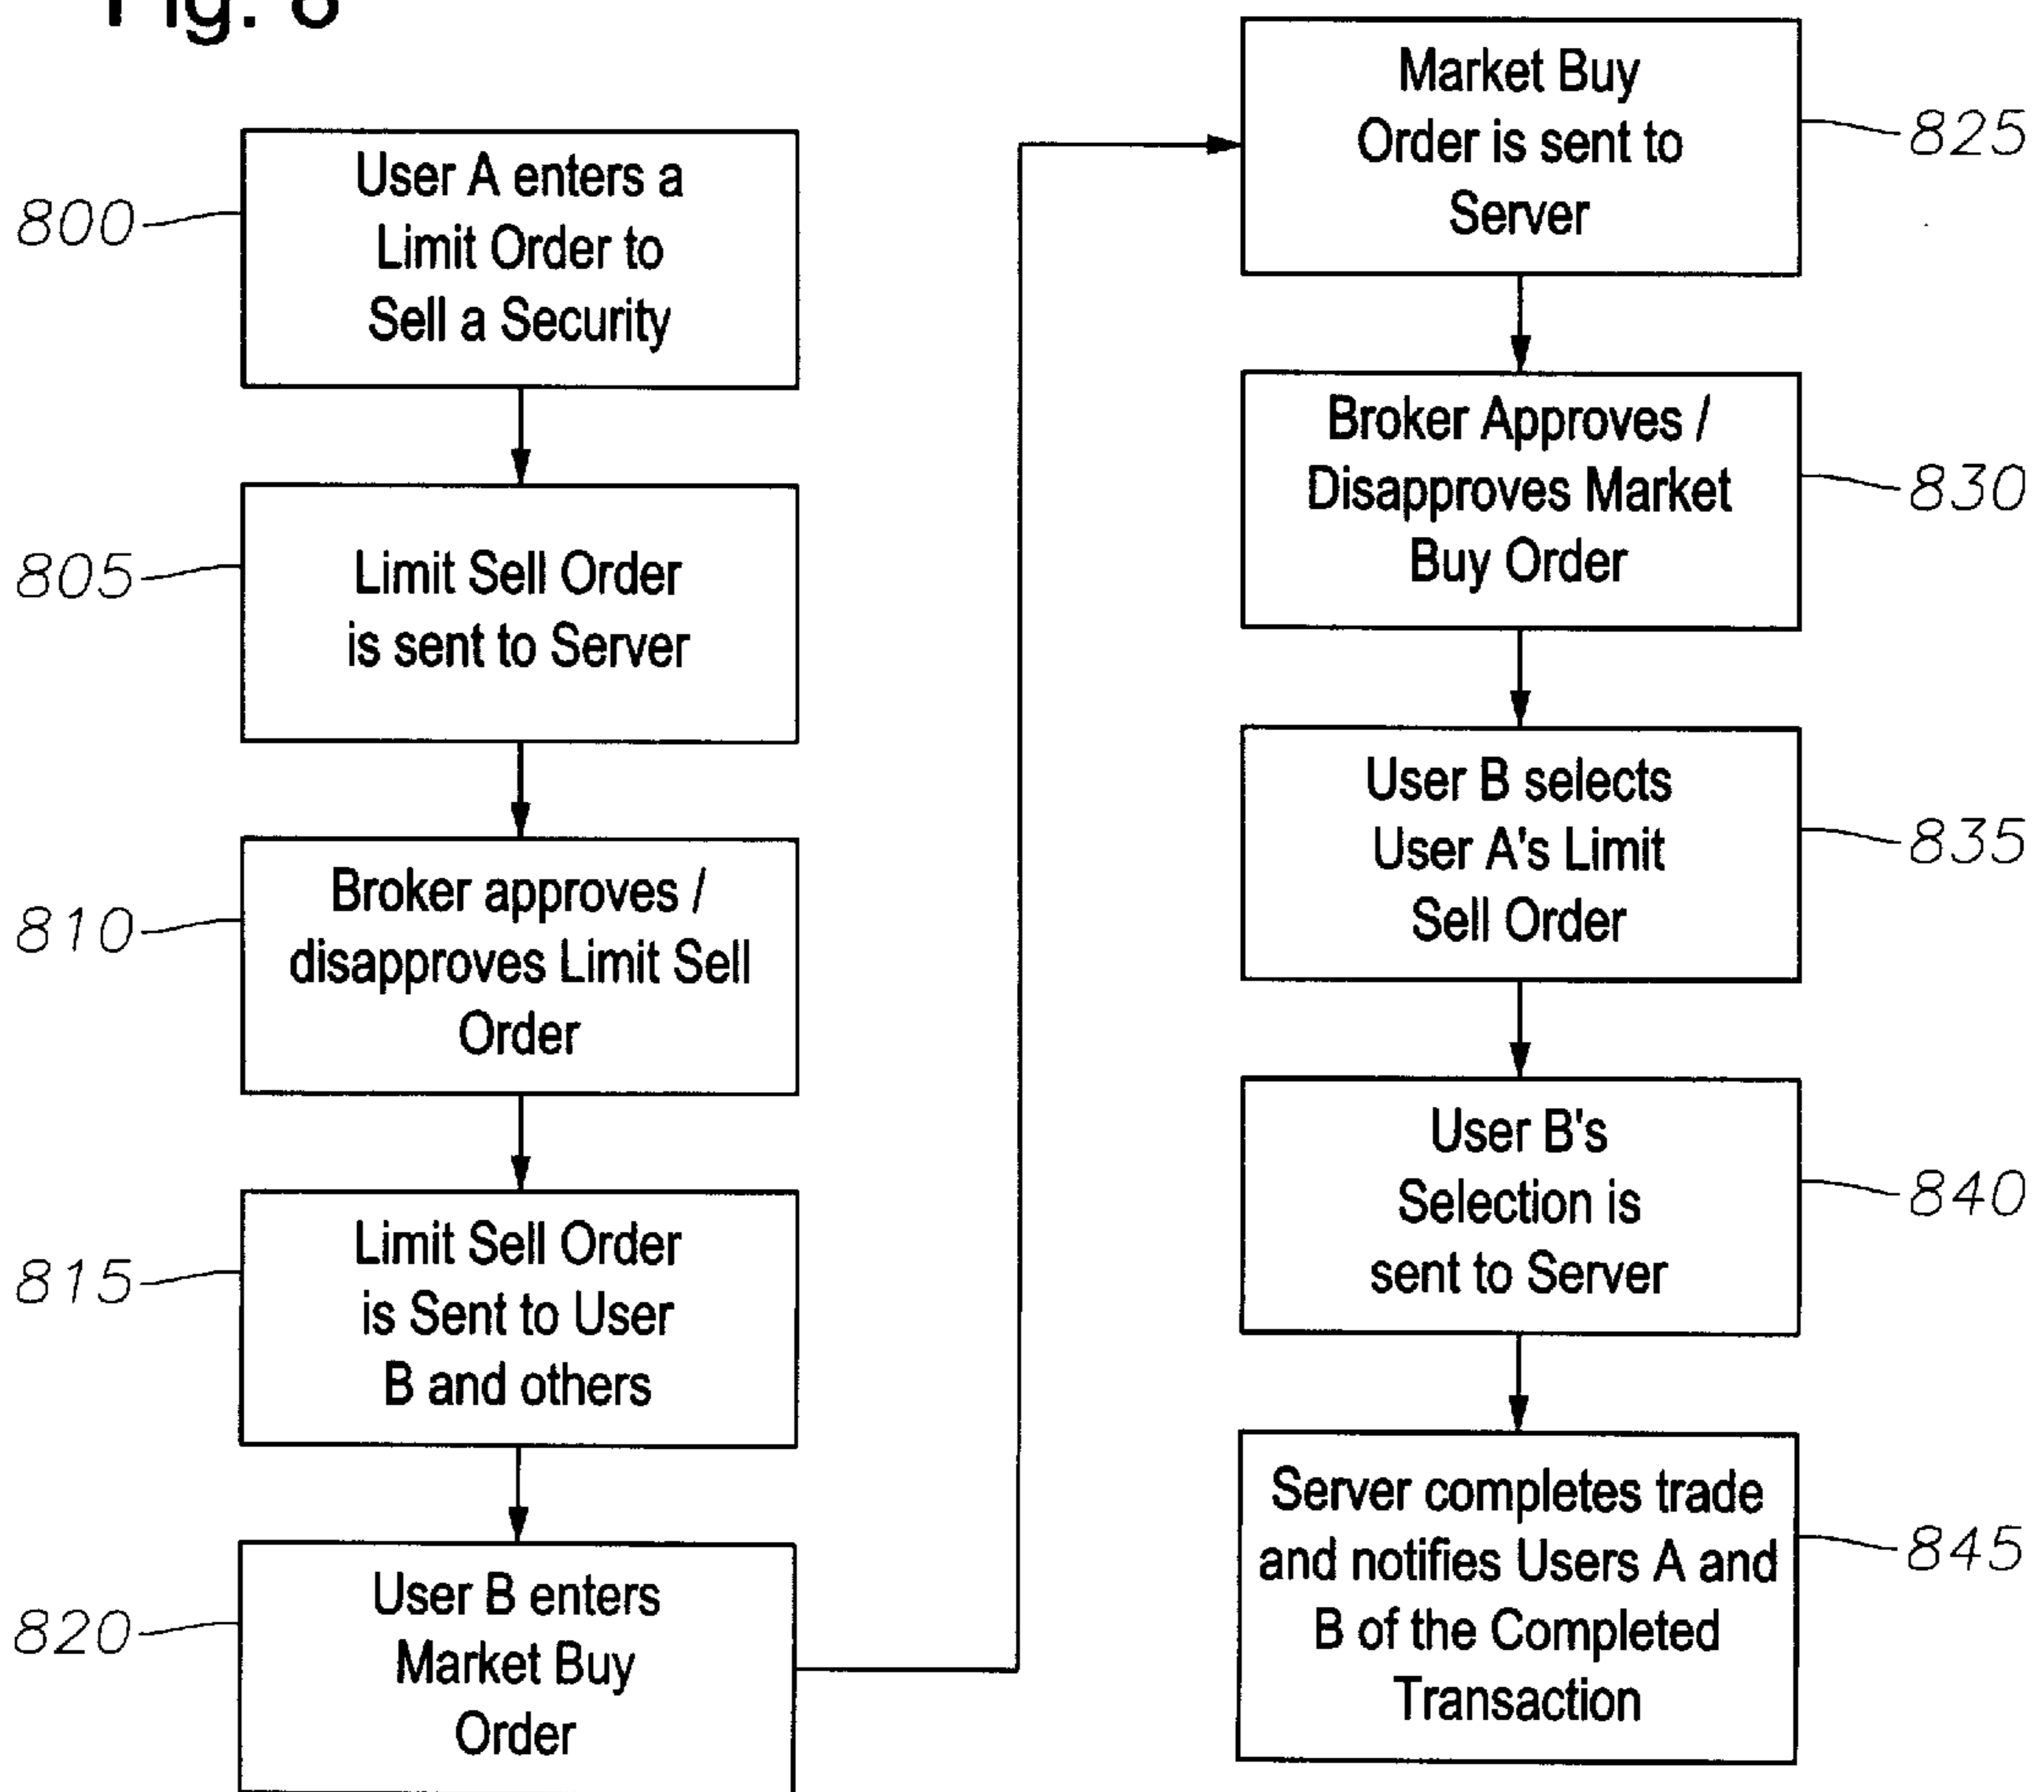 Fig. 8
800
User A enters a
Limit Order to
Sell a Security
805
Limit Sell Order
is sent to Server
810
Broker approves /
disapproves Limit Sell
Order
815
Limit Sell Order
is Sent to User
B and others
820
User B enters
Market Buy
Order
Market Buy
Order is sent to
Server
825
Broker Approves /
Disapproves Market
Buy Order
830
User B selects
User A's Limit
Sell Order
835
User B's
Selection is
sent to Server
840
Server completes trade
and notifies Users A and
B of the Completed
Transaction
845